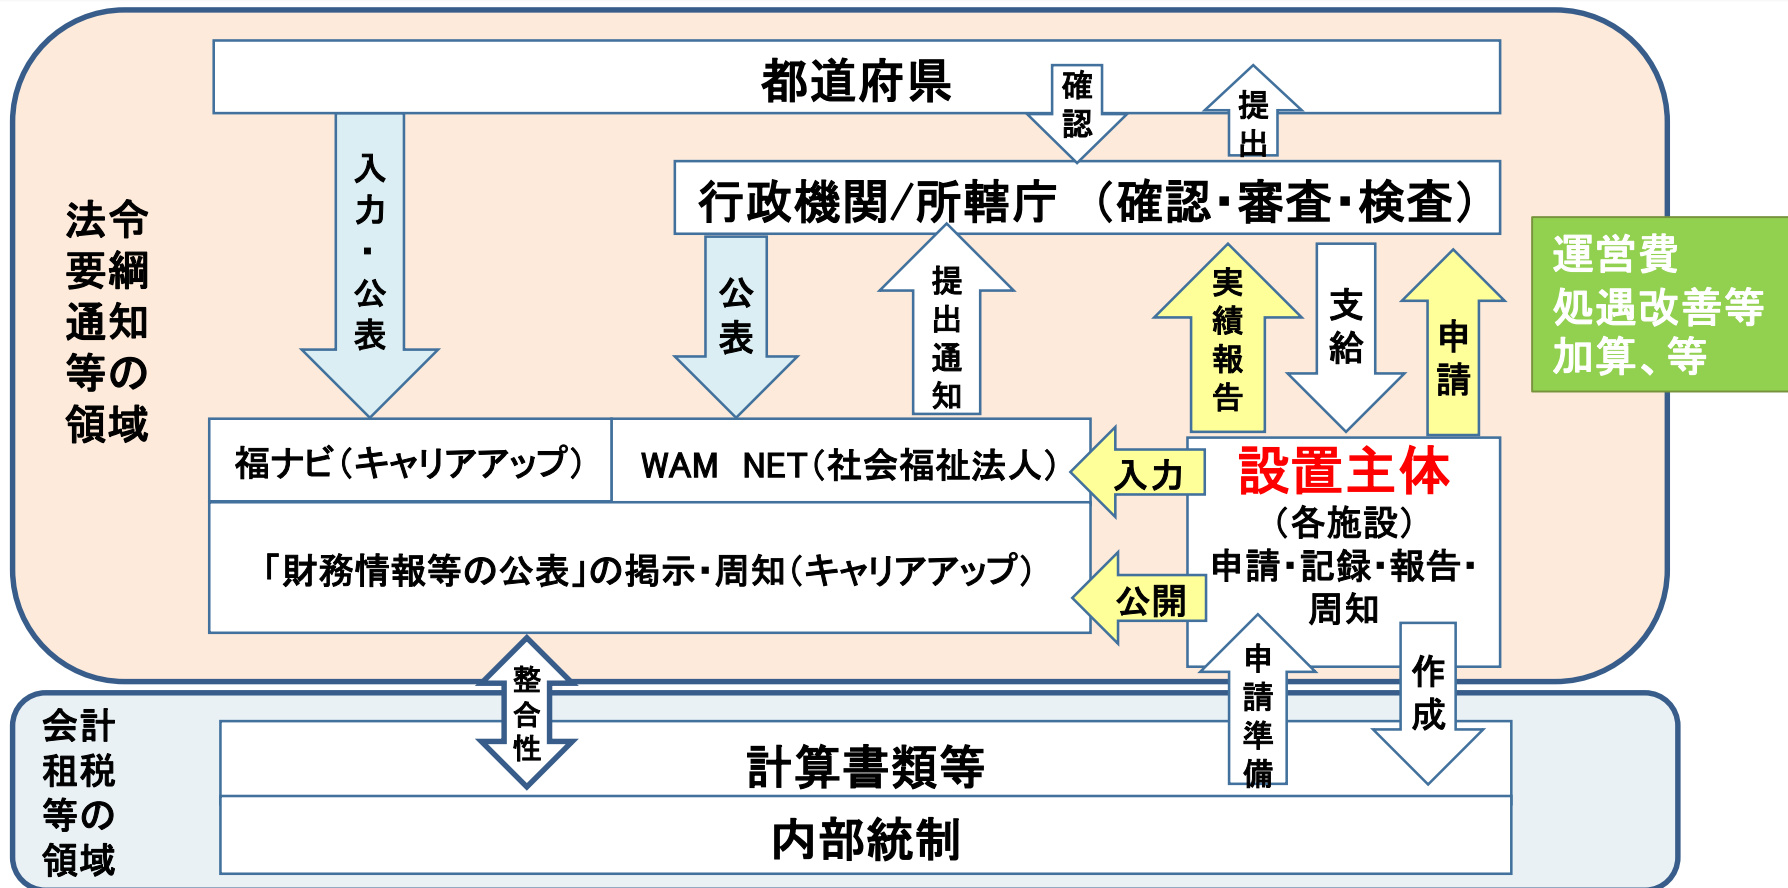 都道府県
確認
提出
行政機関/所轄庁 （確認・審査・検査）
法令
要綱
通知
等の
領域
入力・公表
公表
提出通知
実績報告
支給
申請
運営費
処遇改善等
加算、等
福ナビ（キャリアアップ）
WAM NET（社会福祉法人）
入力
設置主体
（各施設）
申請・記録・報告・
周知
「財務情報等の公表」の掲示・周知（キャリアアップ）
公開
整合性
申請準備
作成
会計
租税
等の
領域
計算書類等
内部統制